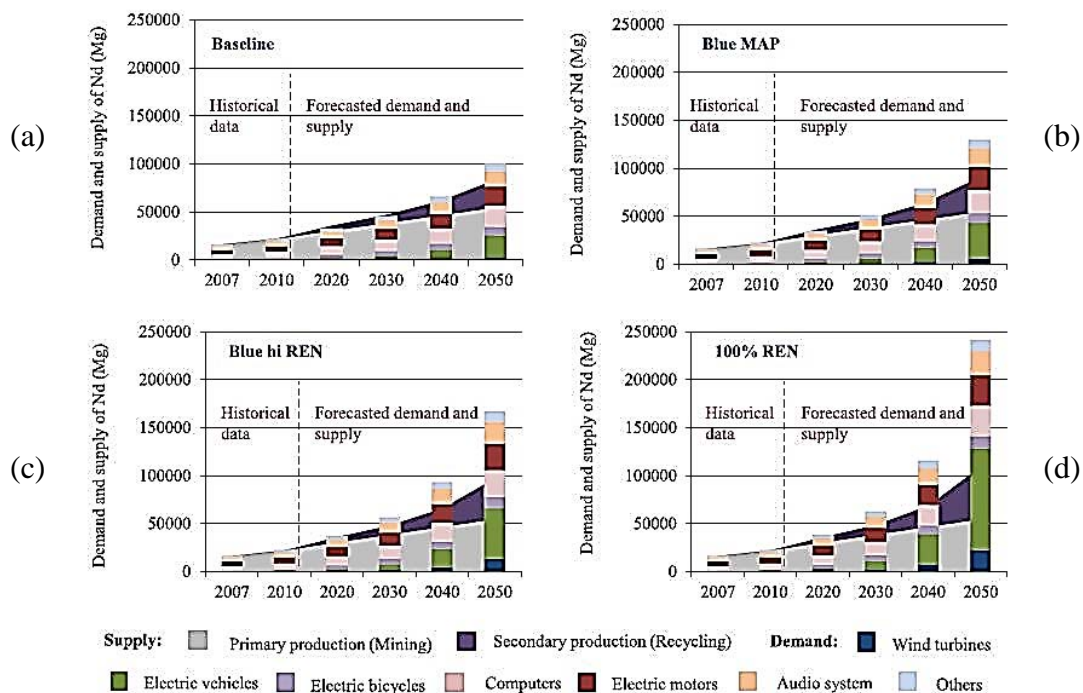 250000
200000
150000
100000
50000
0
Demand and supply of Nd (Mg)
Baseline
Historical
data
Forecasted demand and
supply
2007 2010 2020 2030 2040 2050
(a)
250000
200000
150000
100000
50000
0
Demand and supply of Nd (Mg)
Blue MAP
Historical
data
Forecasted demand and
supply
2007 2010 2020 2030 2040 2050
(b)
250000
200000
150000
100000
50000
0
Demand and supply of Nd (Mg)
Blue hi REN
Historical
data
Forecasted demand and
supply
2007 2010 2020 2030 2040 2050
(c)
250000
200000
150000
100000
50000
0
Demand and supply of Nd (Mg)
100% REN
Historical
data
Forecasted demand and
supply
2007 2010 2020 2030 2040 2050
(d)
Supply: Primary production (Mining) Secondary production (Recycling) Demand: Wind turbines
Electric vehicles Electric bicycles Computers Electric motors Audio system Others